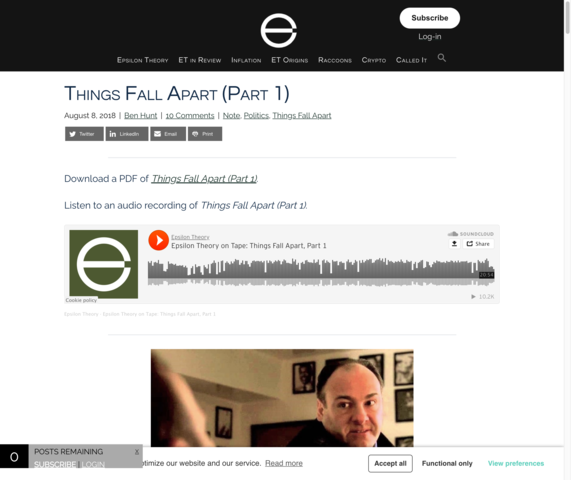 Subscribe
Log-in
Epsilon Theory ET in Review Inflation ET Origins Raccoons Crypto Called It
Things Fall Apart (Part 1)
August 8, 2018 | Ben Hunt | 10 Comments | Note, Politics, Things Fall Apart
Twitter LinkedIn Email Print
Download a PDF of Things Fall Apart (Part 1).
Listen to an audio recording of Things Fall Apart (Part 1).
Epsilon Theory
SOUNDCLOUD
Epsilon Theory on Tape: Things Fall Apart, Part 1
Share
26:54
Cookie policy
10.2K
Epsilon Theory · Epsilon Theory on Tape: Things Fall Apart, Part 1
0 POSTS REMAINING X
SUBSCRIBE | LOGIN
timize our website and our service. Read more
Accept all Functional only View preferences